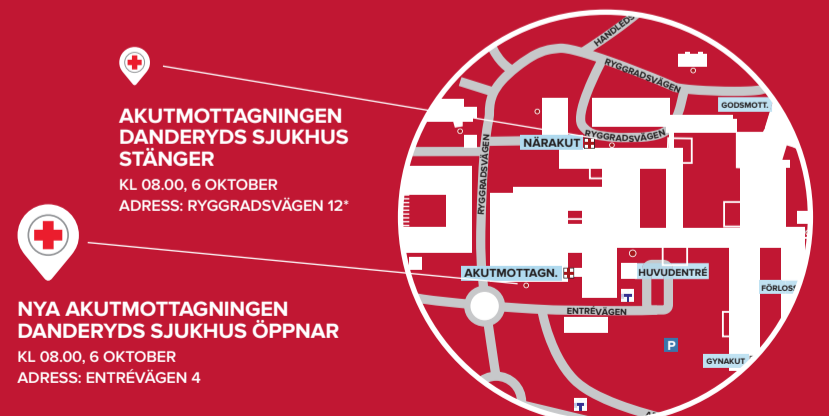 AKUTMOTTAGNINGEN
DANDERYDS SJUKHUS
STÄNGER
KL 08.00, 6 OKTOBER
ADRESS: RYGGRADSVÄGEN 12*
NYA AKUTMOTTAGNINGEN
DANDERYDS SJUKHUS ÖPPNAR
KL 08.00, 6 OKTOBER
ADRESS: ENTRÉVÄGEN 4
HANDLEDS
RYGGRADSVÄGEN
GODSMOTT.
RYGGRADSVÄGEN
NÄRAKUT
RYGGRADSVÄGEN
AKUTMOTTAGN.
HUVUDENTRÉ
FÖRLOS
T
ENTRÉVÄGEN
P
GYNAKUT
T